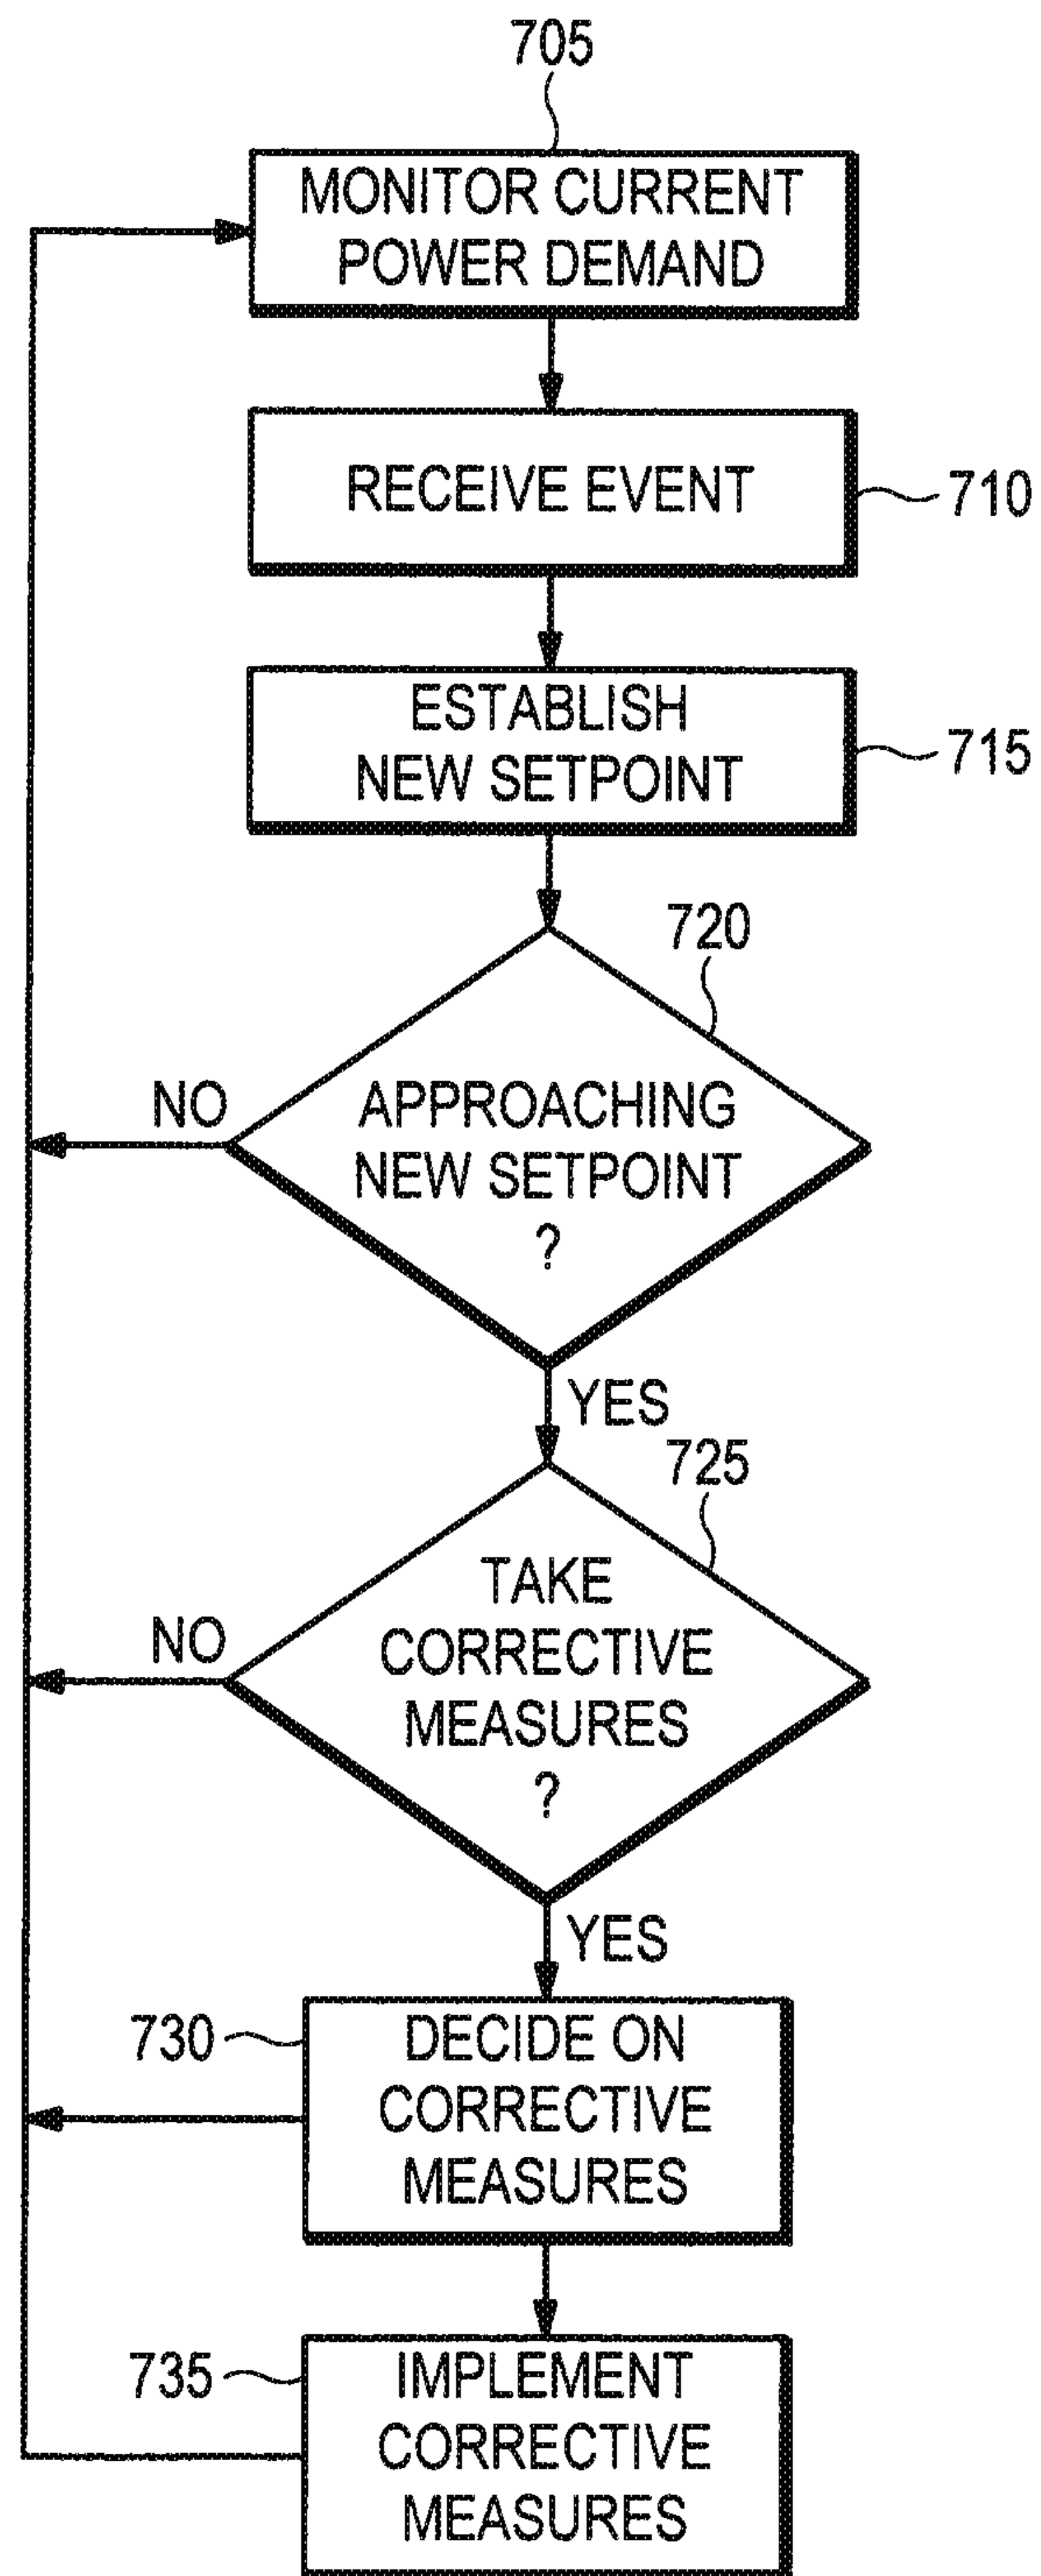 705
MONITOR CURRENT
POWER DEMAND
RECEIVE EVENT
710
ESTABLISH
NEW SETPOINT
715
720
NO
APPROACHING
NEW SETPOINT
?
YES
725
NO
TAKE
CORRECTIVE
MEASURES
?
YES
730
DECIDE ON
CORRECTIVE
MEASURES
735
IMPLEMENT
CORRECTIVE
MEASURES